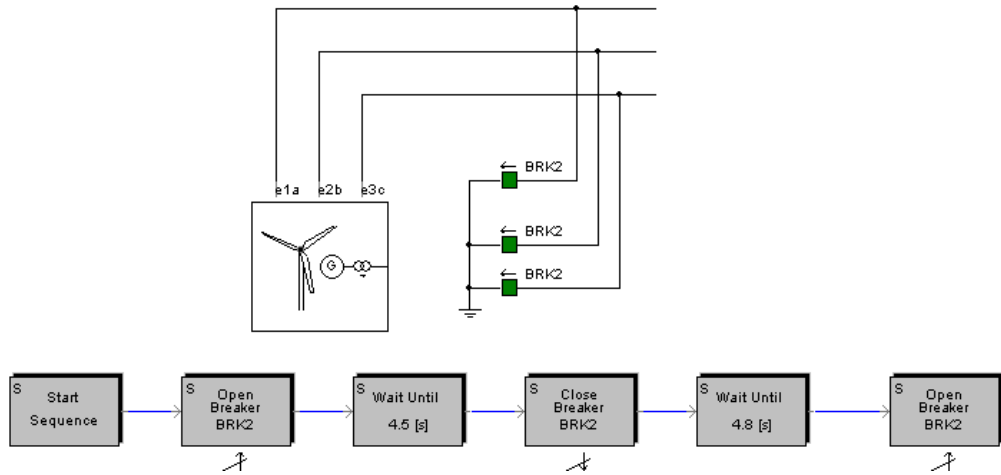 BRK2
e1a e2b e3c
BRK2
G
BRK2
S
Start
Sequence
S
Open
Breaker
BRK2
S
Wait Until
4.5 [s]
S
Close
Breaker
BRK2
S
Wait Until
4.8 [s]
S
Open
Breaker
BRK2